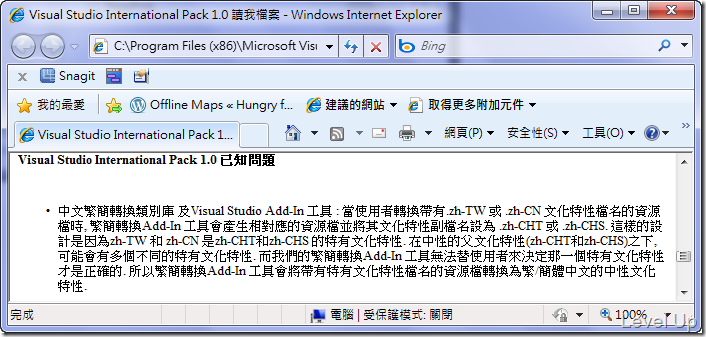 Visual Studio International Pack 1.0 讀我檔案 - Windows Internet Explorer
C:\Program Files (x86)\Microsoft Visu
Bing
x Snagit
我的最愛 Offline Maps « Hungry f... 建議的網站 取得更多附加元件
Visual Studio International Pack 1... 網頁(P) 安全性(S) 工具(O) »
Visual Studio International Pack 1.0 已知問題
• 中文繁簡轉換類別庫 及Visual Studio Add-In 工具 : 當使用者轉換帶有.zh-TW 或 .zh-CN 文化特性檔名的資源
檔時, 繁簡轉換Add-In 工具會產生相對應的資源檔並將其文化特性副檔名設為 .zh-CHT 或 .zh-CHS. 這樣的設
計是因為zh-TW 和 zh-CN 是zh-CHT和zh-CHS 的特有文化特性. 在中性的父文化特性(zh-CHT和zh-CHS)之下,
可能會有多個不同的特有文化特性. 而我們的繁簡轉換Add-In 工具無法替使用者來決定那一個特有文化特性
才是正確的. 所以繁簡轉換Add-In 工具會將帶有特有文化特性檔名的資源檔轉換為繁/簡體中文的中性文化
特性.
完成 電腦 | 受保護模式: 關閉 100%
Level Up